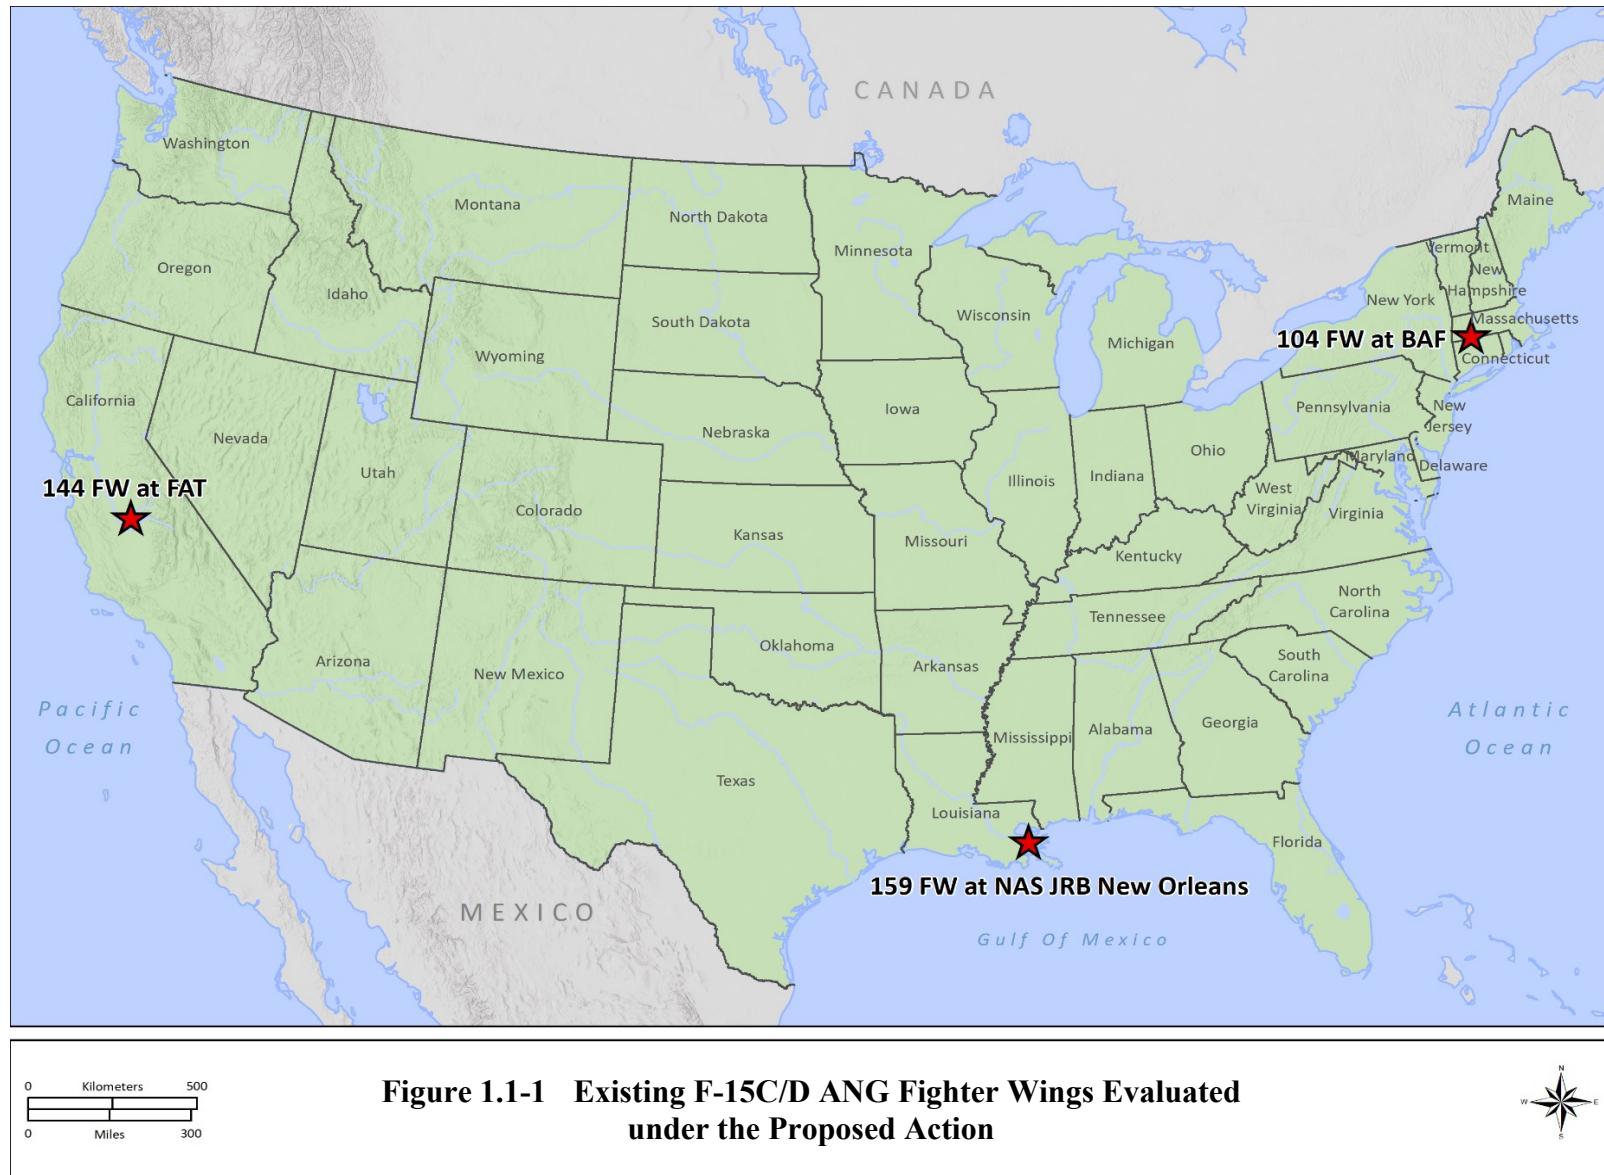 CANADA
Washington
Montana
North Dakota
Minnesota
Maine
Vermont
New
Hampshire
Oregon
Idaho
South Dakota
Wisconsin
Michigan
New York
Massachusetts
104 FW at BAF
Connecticut
Wyoming
California
Nevada
Iowa
Pennsylvania
New
Jersey
Nebraska
Utah
Ohio
Maryland
Delaware
144 FW at FAT
Colorado
Illinois
Indiana
West
Virginia
Virginia
Kansas
Missouri
Kentucky
North
Carolina
Tennessee
Oklahoma
Arkansas
South
Carolina
Arizona
New Mexico
Pacific
Ocean
Mississippi
Alabama
Georgia
Atlantic
Ocean
Texas
Louisiana
Florida
159 FW at NAS JRB New Orleans
MEXICO
Gulf Of Mexico
0 Kilometers 500
0 Miles 300
Figure 1.1-1 Existing F-15C/D ANG Fighter Wings Evaluated
under the Proposed Action
N
W E
S